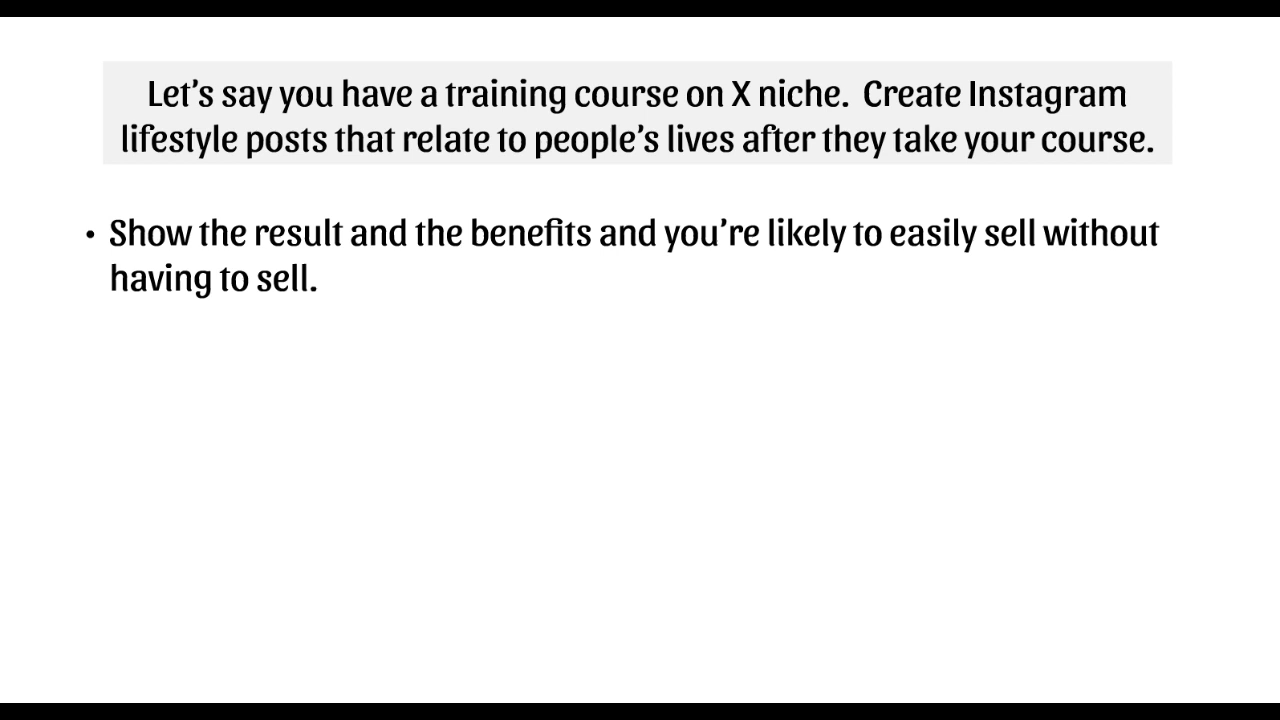 Let’s say you have a training course on X niche.  Create Instagram
lifestyle posts that relate to people’s lives after they take your course.
• Show the result and the benefits and you’re likely to easily sell without
having to sell.